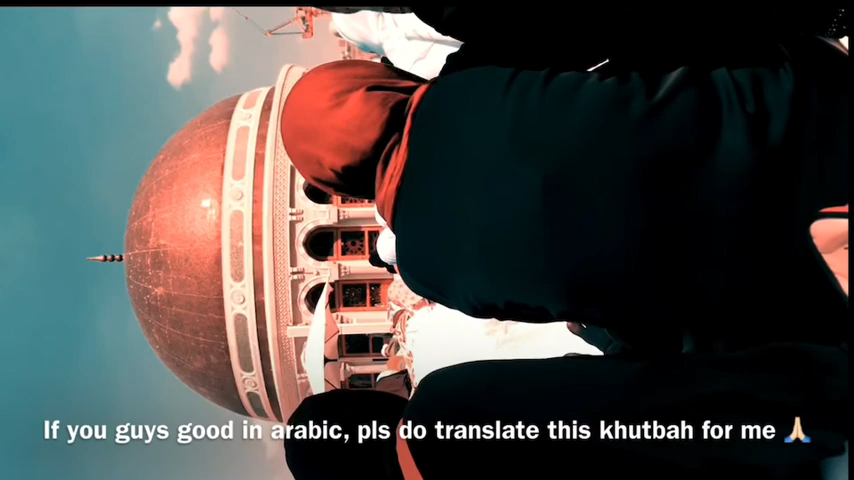 If you guys good in arabic, pls do translate this khutbah for me 🙏🏻